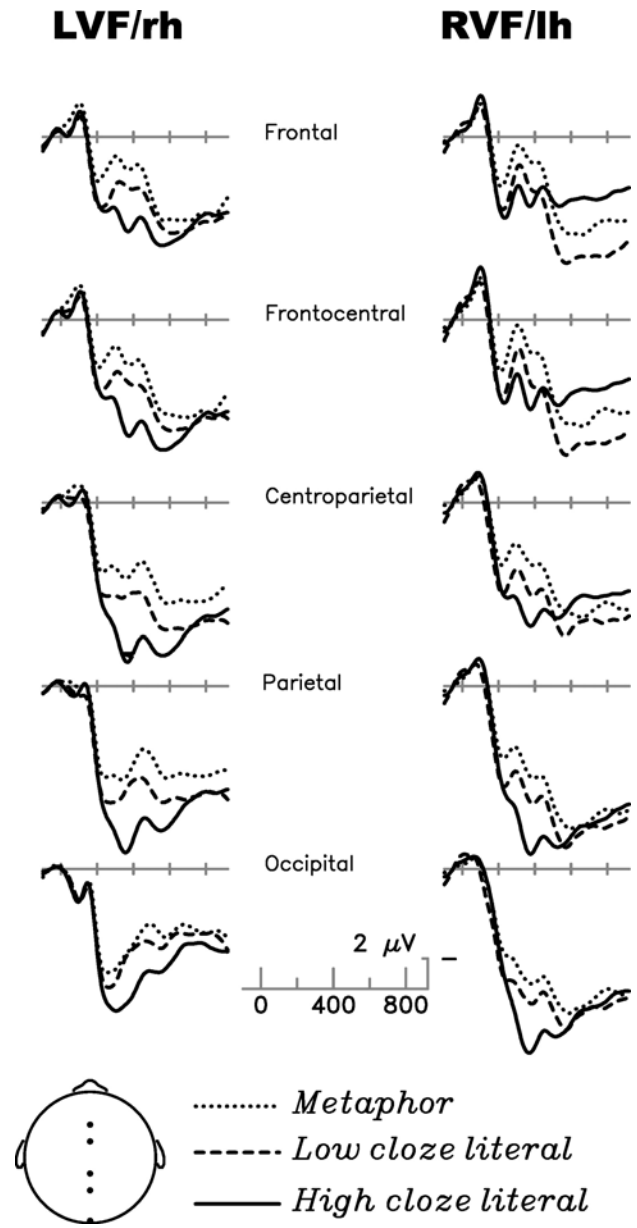 LVF/rh RVF/lh
Frontal
Frontocentral
Centroparietal
Parietal
Occipital
2 μV
0 400 800
Metaphor
Low cloze literal
High cloze literal